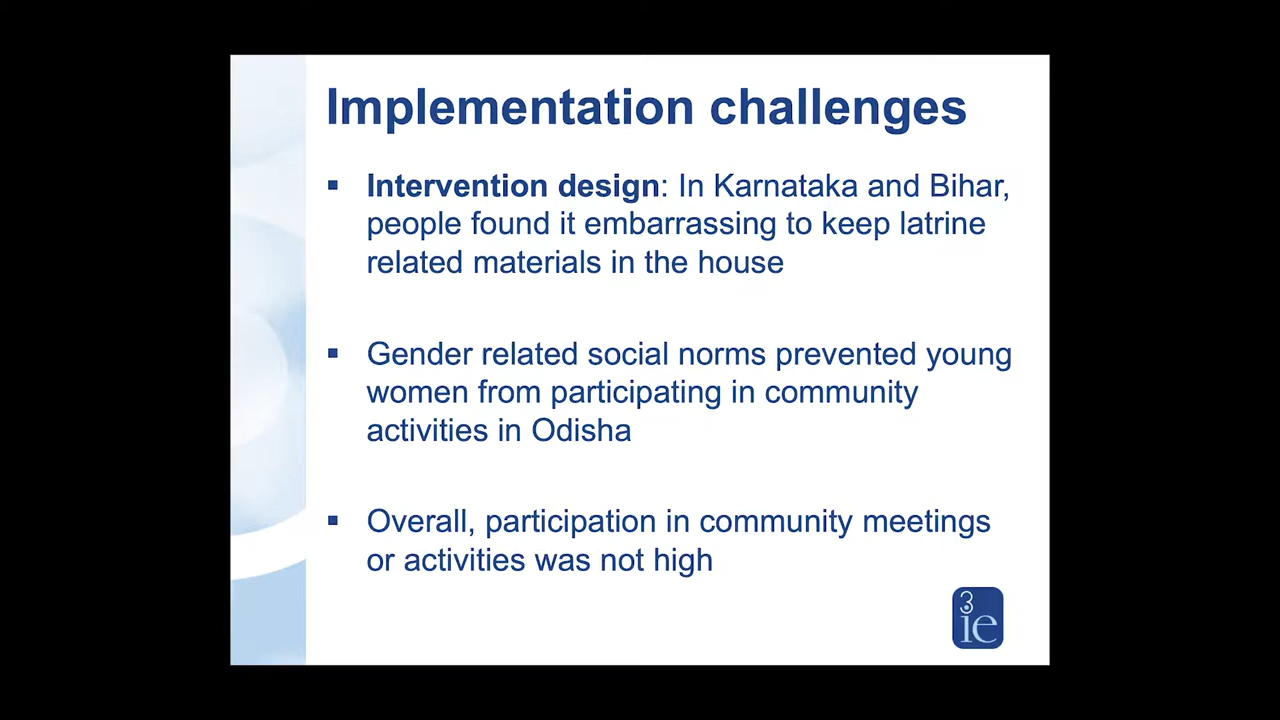 Implementation challenges
▪ Intervention design: In Karnataka and Bihar,
people found it embarrassing to keep latrine
related materials in the house
▪ Gender related social norms prevented young
women from participating in community
activities in Odisha
▪ Overall, participation in community meetings
or activities was not high
3ie